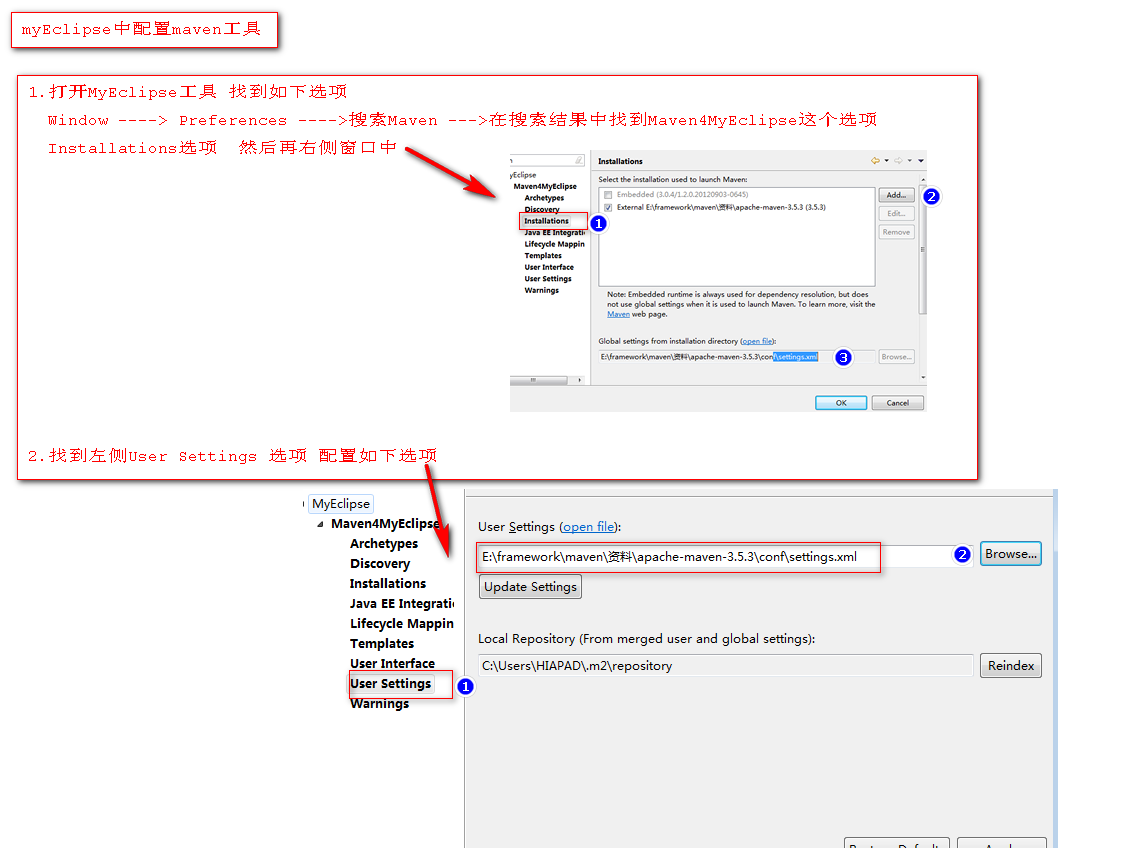 myEclipse中配置maven工具
1.打开MyEclipse工具 找到如下选项
Window ----> Preferences ---->搜索Maven --->在搜索结果中找到Maven4MyEclipse这个选项
Installations选项 然后再右侧窗口中
yEclipse
Maven4MyEclipse
Archetypes
Discovery
Installations
1
Java EE Integrati
Lifecycle Mappin
Templates
User Interface
User Settings
Warnings
Installations
Select the installation used to launch Maven:
Embedded (3.0.4/1.2.0.20120903-0645)
External E:\framework\maven\资料\apache-maven-3.5.3 (3.5.3)
Add...
2
Edit...
Remove
Note: Embedded runtime is always used for dependency resolution, but does
not use global settings when it is used to launch Maven. To learn more, visit the
Maven web page.
Global settings from installation directory (open file):
E:\framework\maven\资料\apache-maven-3.5.3\conf\settings.xml
3
Browse...
OK
Cancel
2.找到左侧User Settings 选项 配置如下选项
MyEclipse
Maven4MyEclipse
Archetypes
Discovery
Installations
Java EE Integrati
Lifecycle Mappin
Templates
User Interface
User Settings
1
Warnings
User Settings (open file):
E:\framework\maven\资料\apache-maven-3.5.3\conf\settings.xml
2
Browse...
Update Settings
Local Repository (From merged user and global settings):
C:\Users\HIAPAD\.m2\repository
Reindex